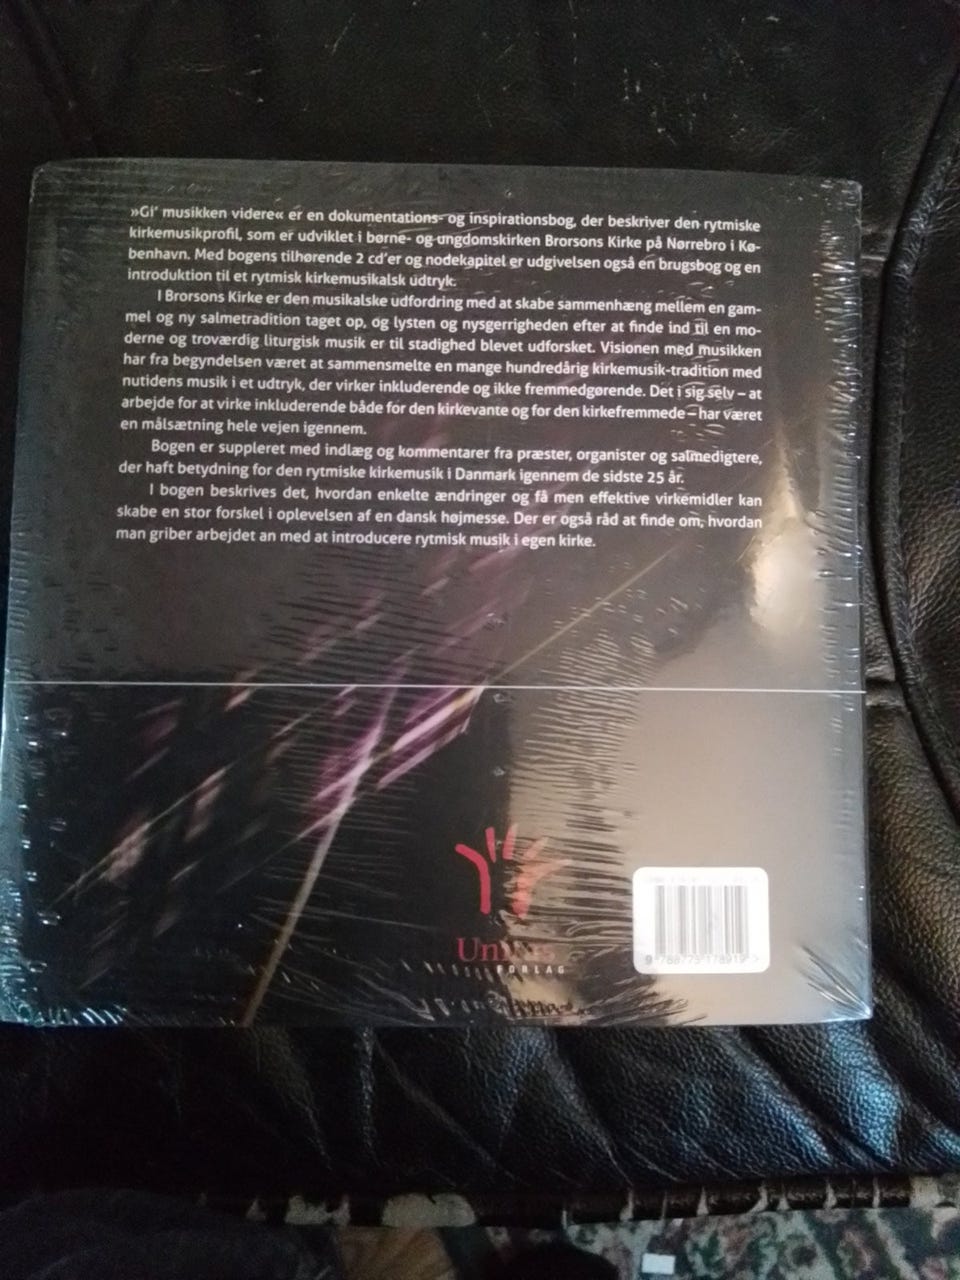 »Gi' musikken videre« er en dokumentations- og inspirationsbog, der beskriver den rytmiske
kirkemusikprofil, som er udviklet i børne- og ungdomskirken Brorsons Kirke på Nørrebro i Kø-
benhavn. Med bogens tilhørende 2 cd'er og nodekapitel er udgivelsen også en brugsbog og en
introduktion til et rytmisk kirkemusikalsk udtryk.
I Brorsons Kirke er den musikalske udfordring med at skabe sammenhæng mellem en gam-
mel og ny salmetradition taget op, og lysten og nysgerrigheden efter at finde ind til en mo-
derne og troværdig liturgisk musik er til stadighed blevet udforsket. Visionen med musikken
har fra begyndelsen været at sammensmelte en mange hundredårig kirkemusik-tradition med
nutidens musik i et udtryk, der virker inkluderende og ikke fremmedgørende. Det i sig selv – at
arbejde for at virke inkluderende både for den kirkevante og for den kirkefremmede – har været
en målsætning hele vejen igennem.
Bogen er suppleret med indlæg og kommentarer fra præster, organister og salmedigtere,
der haft betydning for den rytmiske kirkemusik i Danmark igennem de sidste 25 år.
I bogen beskrives det, hvordan enkelte ændringer og få men effektive virkemidler kan
skabe en stor forskel i oplevelsen af en dansk højmesse. Der er også råd at finde om, hvordan
man griber arbejdet an med at introducere rytmisk musik i egen kirke.
FORLAG